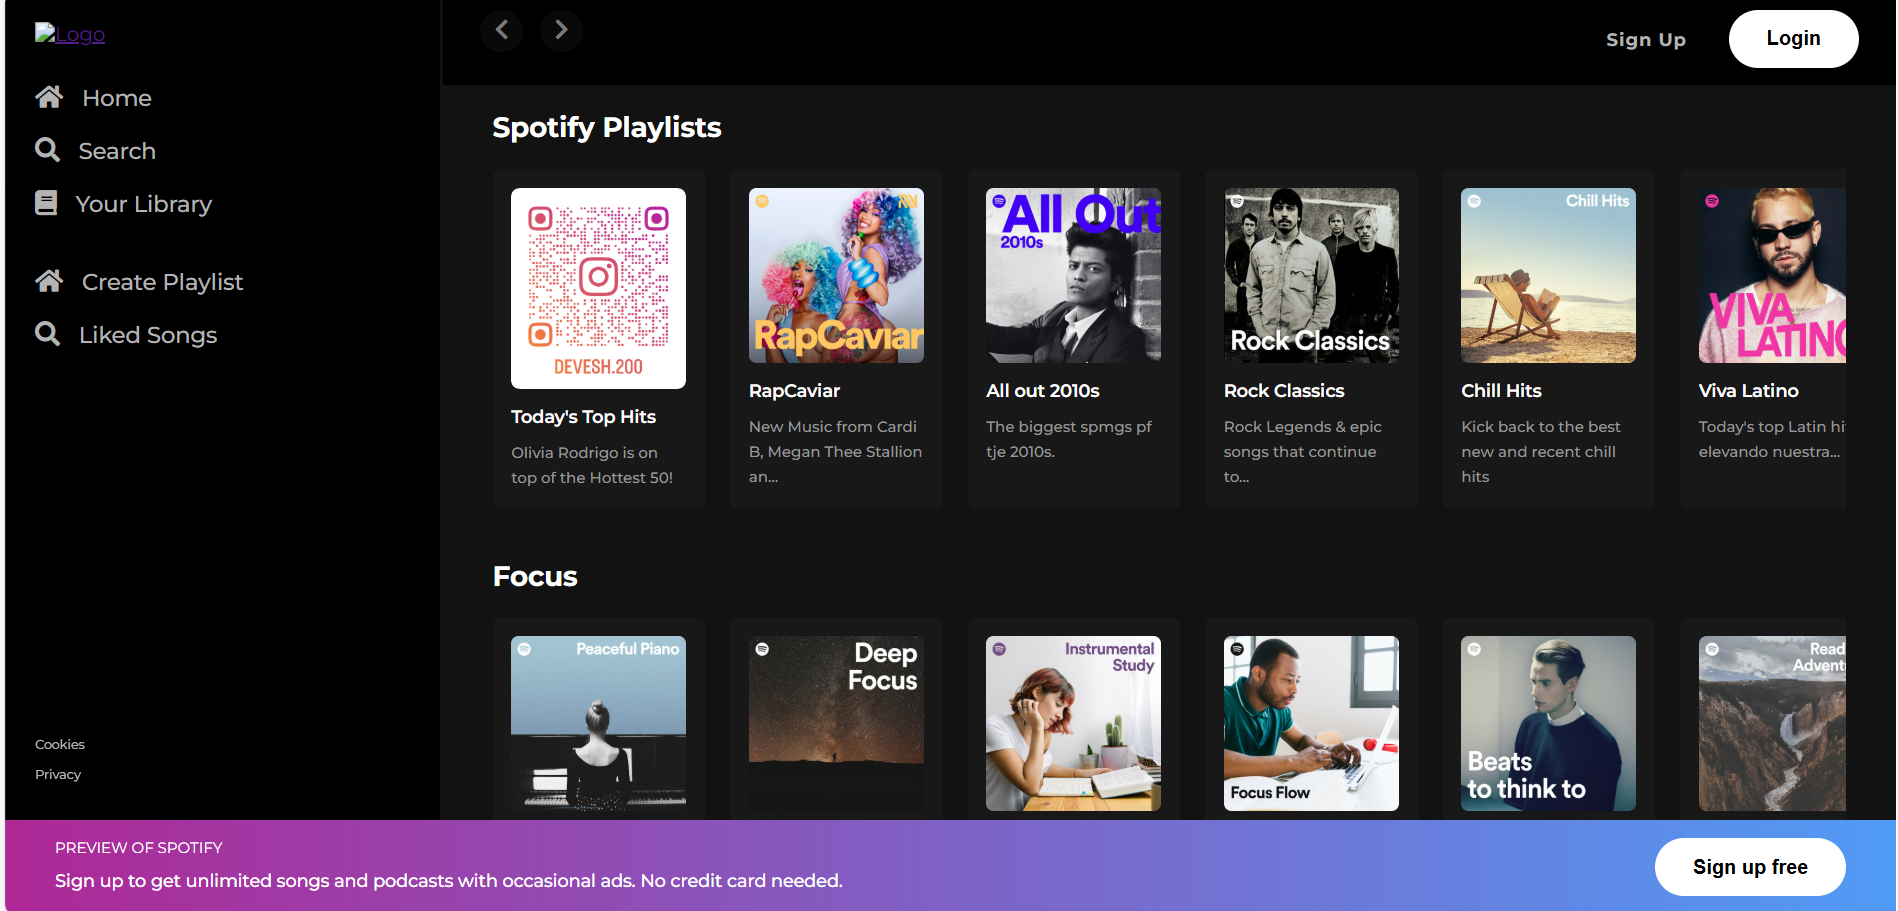 Logo
Home
Search
Your Library
Create Playlist
Liked Songs
Cookies
Privacy
Sign Up
Login
Spotify Playlists
DEVESH.200
Today's Top Hits
Olivia Rodrigo is on
top of the Hottest 50!
RapCaviar
RapCaviar
New Music from Cardi
B, Megan Thee Stallion
an...
All Out
2010s
All out 2010s
The biggest spmgs pf
tje 2010s.
Rock Classics
Rock Classics
Rock Legends & epic
songs that continue
to...
Chill Hits
Chill Hits
Kick back to the best
new and recent chill
hits
VIVA
LATINO
Viva Latino
Today's top Latin hi
elevando nuestra...
Focus
Peaceful Piano
Deep
Focus
Instrumental
Study
Focus Flow
Beats
to think to
Read
Advent
PREVIEW OF SPOTIFY
Sign up to get unlimited songs and podcasts with occasional ads. No credit card needed.
Sign up free